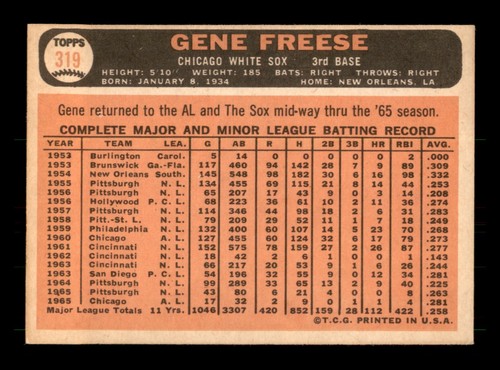 TOPPS
319
GENE FREESE
CHICAGO WHITE SOX 3rd BASE
HEIGHT: 5'10" WEIGHT: 185 BATS: RIGHT THROWS: RIGHT
BORN: JANUARY 8, 1934 HOME: NEW ORLEANS, LA.
Gene returned to the AL and The Sox mid-way thru the '65 season.
COMPLETE MAJOR AND MINOR LEAGUE BATTING RECORD
YEAR TEAM LEA. G AB R H 2B 3B HR RBI AVG.
1953 Burlington Carol. 5 14 0 0 0 0 0 2 .000
1953 Brunswick Ga.-Fla. 117 460 94 142 28 7 9 89 .309
1954 New Orleans South. 145 548 98 182 30 6 16 98 .332
1955 Pittsburgh N. L. 134 455 69 115 21 8 14 44 .253
1956 Pittsburgh N. L. 65 207 17 43 9 0 3 14 .208
1956 Hollywood P. C. L. 68 223 36 61 10 2 11 36 .274
1957 Pittsburgh N. L. 114 346 44 98 18 2 6 31 .283
1958 Pitt.-St. L. N. L. 79 209 29 52 11 1 7 18 .249
1959 Philadelphia N. L. 132 400 60 107 14 5 23 70 .268
1960 Chicago A. L. 127 455 60 124 32 6 17 79 .273
1961 Cincinnati N. L. 152 575 78 159 27 2 26 87 .277
1962 Cincinnati N. L. 18 42 2 6 1 0 0 1 .143
1963 Cincinnati N. L. 66 217 20 53 9 1 6 26 .244
1963 San Diego P. C. L. 54 196 32 55 9 0 12 34 .281
1964 Pittsburgh N. L. 99 289 33 65 13 2 9 40 .225
1965 Pittsburgh N. L. 43 80 6 21 4 0 0 8 .263
1965 Chicago A. L. 17 32 2 9 0 1 1 4 .281
Major League Totals 11 Yrs. 1046 3307 420 852 159 28 112 422 .258
© T.C.G. PRINTED IN U.S.A.